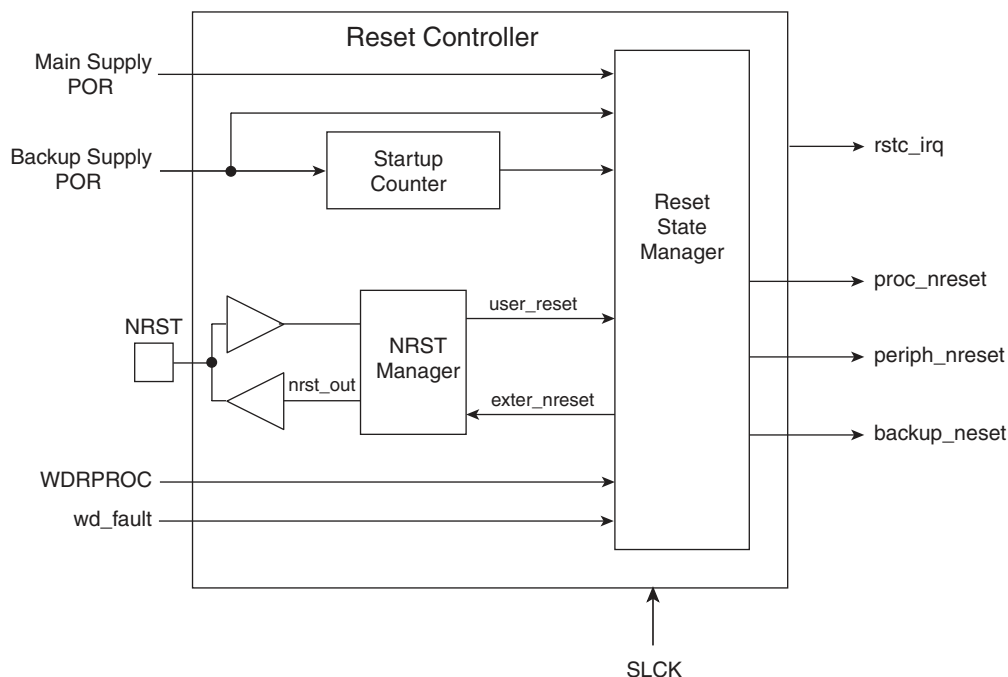 Reset Controller
Main Supply
POR
Backup Supply
POR
Startup
Counter
Reset
State
Manager
rstc_irq
proc_nreset
periph_nreset
backup_neset
NRST
NRST
Manager
user_reset
nrst_out
exter_nreset
WDRPROC
wd_fault
SLCK